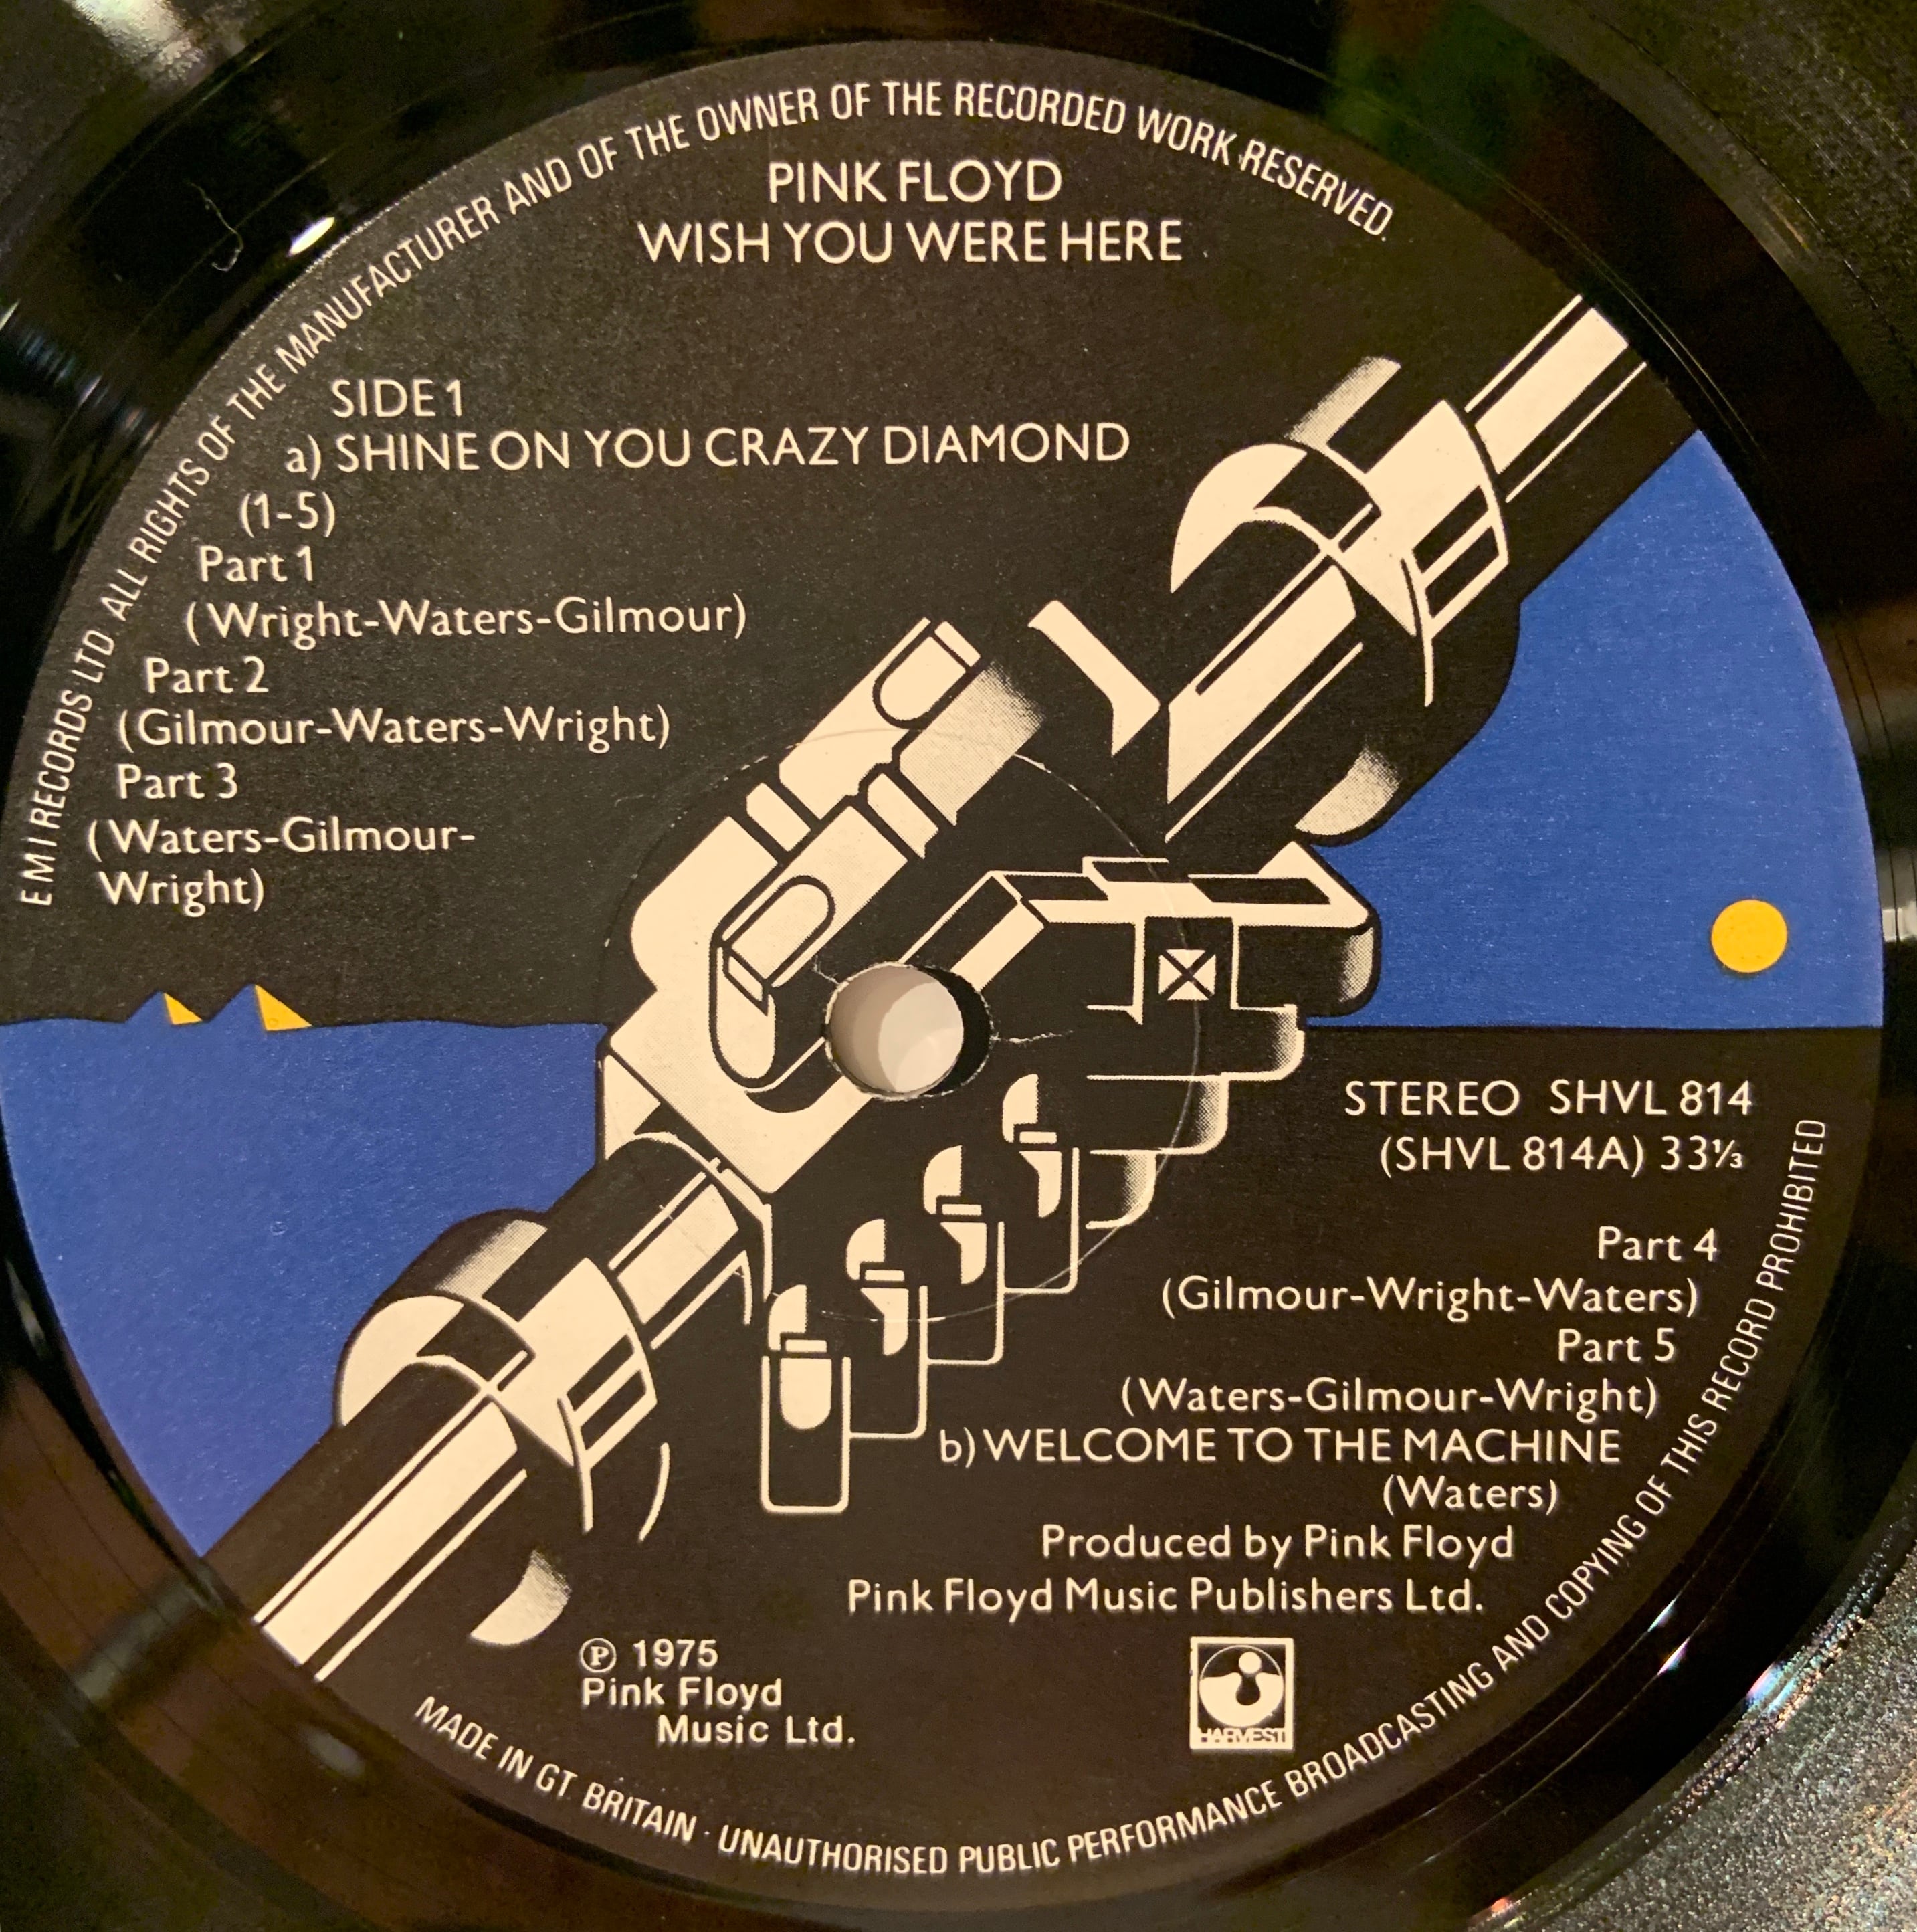 E M I RECORDS LTD ALL RIGHTS OF THE MANUFACTURER AND OF THE OWNER OF THE RECORDED WORK RESERVED.
PINK FLOYD
WISH YOU WERE HERE
SIDE 1
a) SHINE ON YOU CRAZY DIAMOND
(1-5)
Part 1
(Wright-Waters-Gilmour)
Part 2
(Gilmour-Waters-Wright)
Part 3
(Waters-Gilmour-
Wright)
STEREO SHVL 814
(SHVL 814A) 33⅓
Part 4
(Gilmour-Wright-Waters)
Part 5
(Waters-Gilmour-Wright)
b) WELCOME TO THE MACHINE
(Waters)
Produced by Pink Floyd
Pink Floyd Music Publishers Ltd.
Ⓟ 1975
Pink Floyd
Music Ltd.
HARVEST
MADE IN GT BRITAIN · UNAUTHORISED PUBLIC PERFORMANCE BROADCASTING AND COPYING OF THIS RECORD PROHIBITED